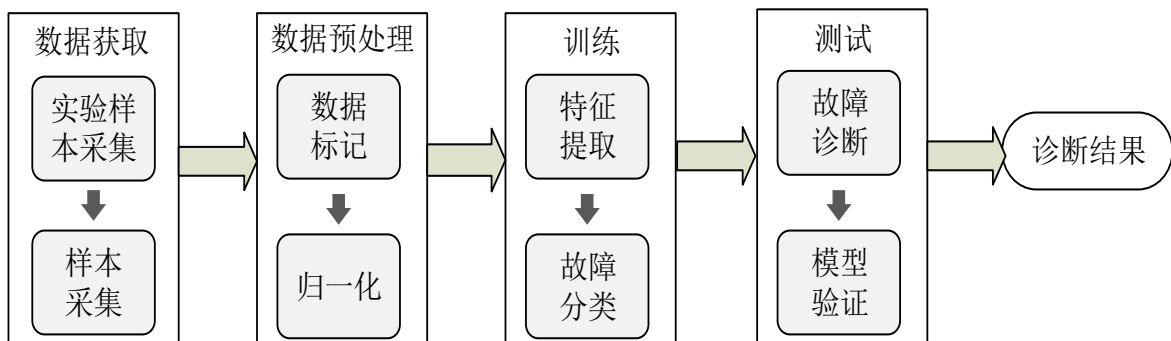 数据获取
实验样
本采集
样本
采集
数据预处理
数据
标记
归一化
训练
特征
提取
故障
分类
测试
故障
诊断
模型
验证
诊断结果